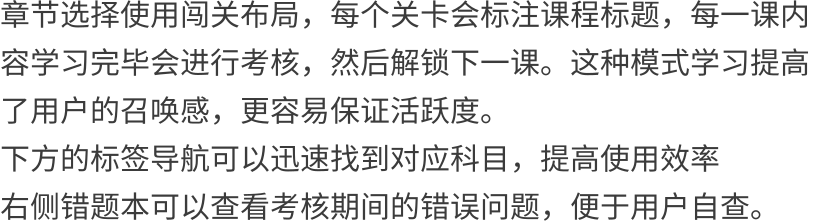 章节选择使用闯关布局，每个关卡会标注课程标题，每一课内
容学习完毕会进行考核，然后解锁下一课。这种模式学习提高
了用户的召唤感，更容易保证活跃度。
下方的标签导航可以迅速找到对应科目，提高使用效率
右侧错题本可以查看考核期间的错误问题，便于用户自查。